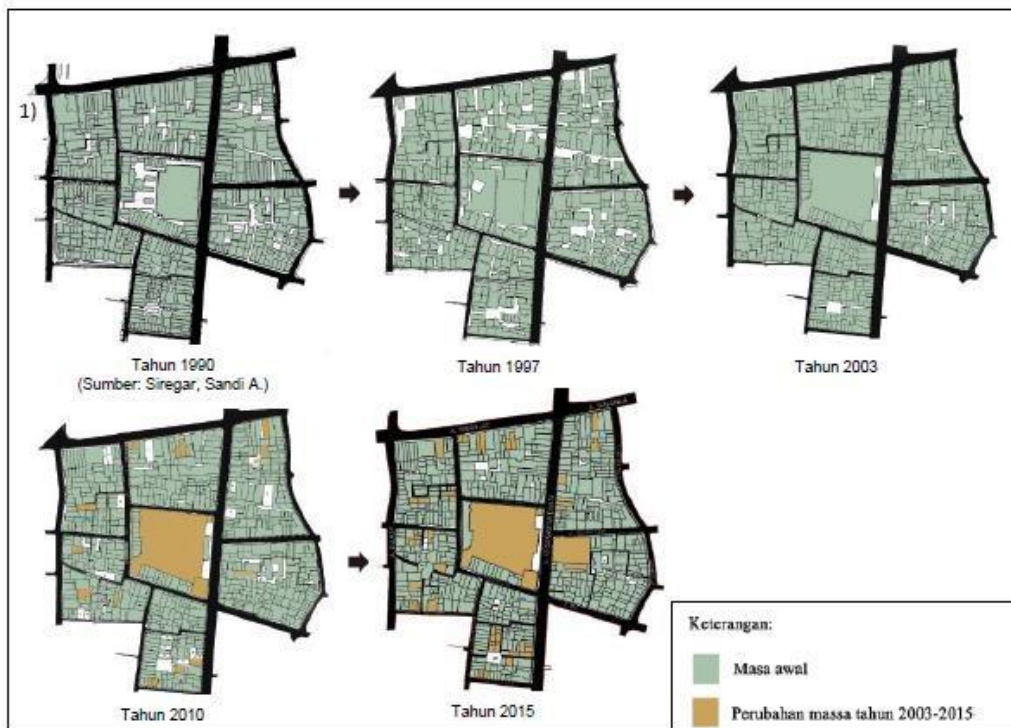 1)
Tahun 1990
(Sumber: Siregar, Sandi A.)
Tahun 1997
Tahun 2003
Tahun 2010
Tahun 2015
Keterangan:
Masa awal
Perubahan massa tahun 2003-2015